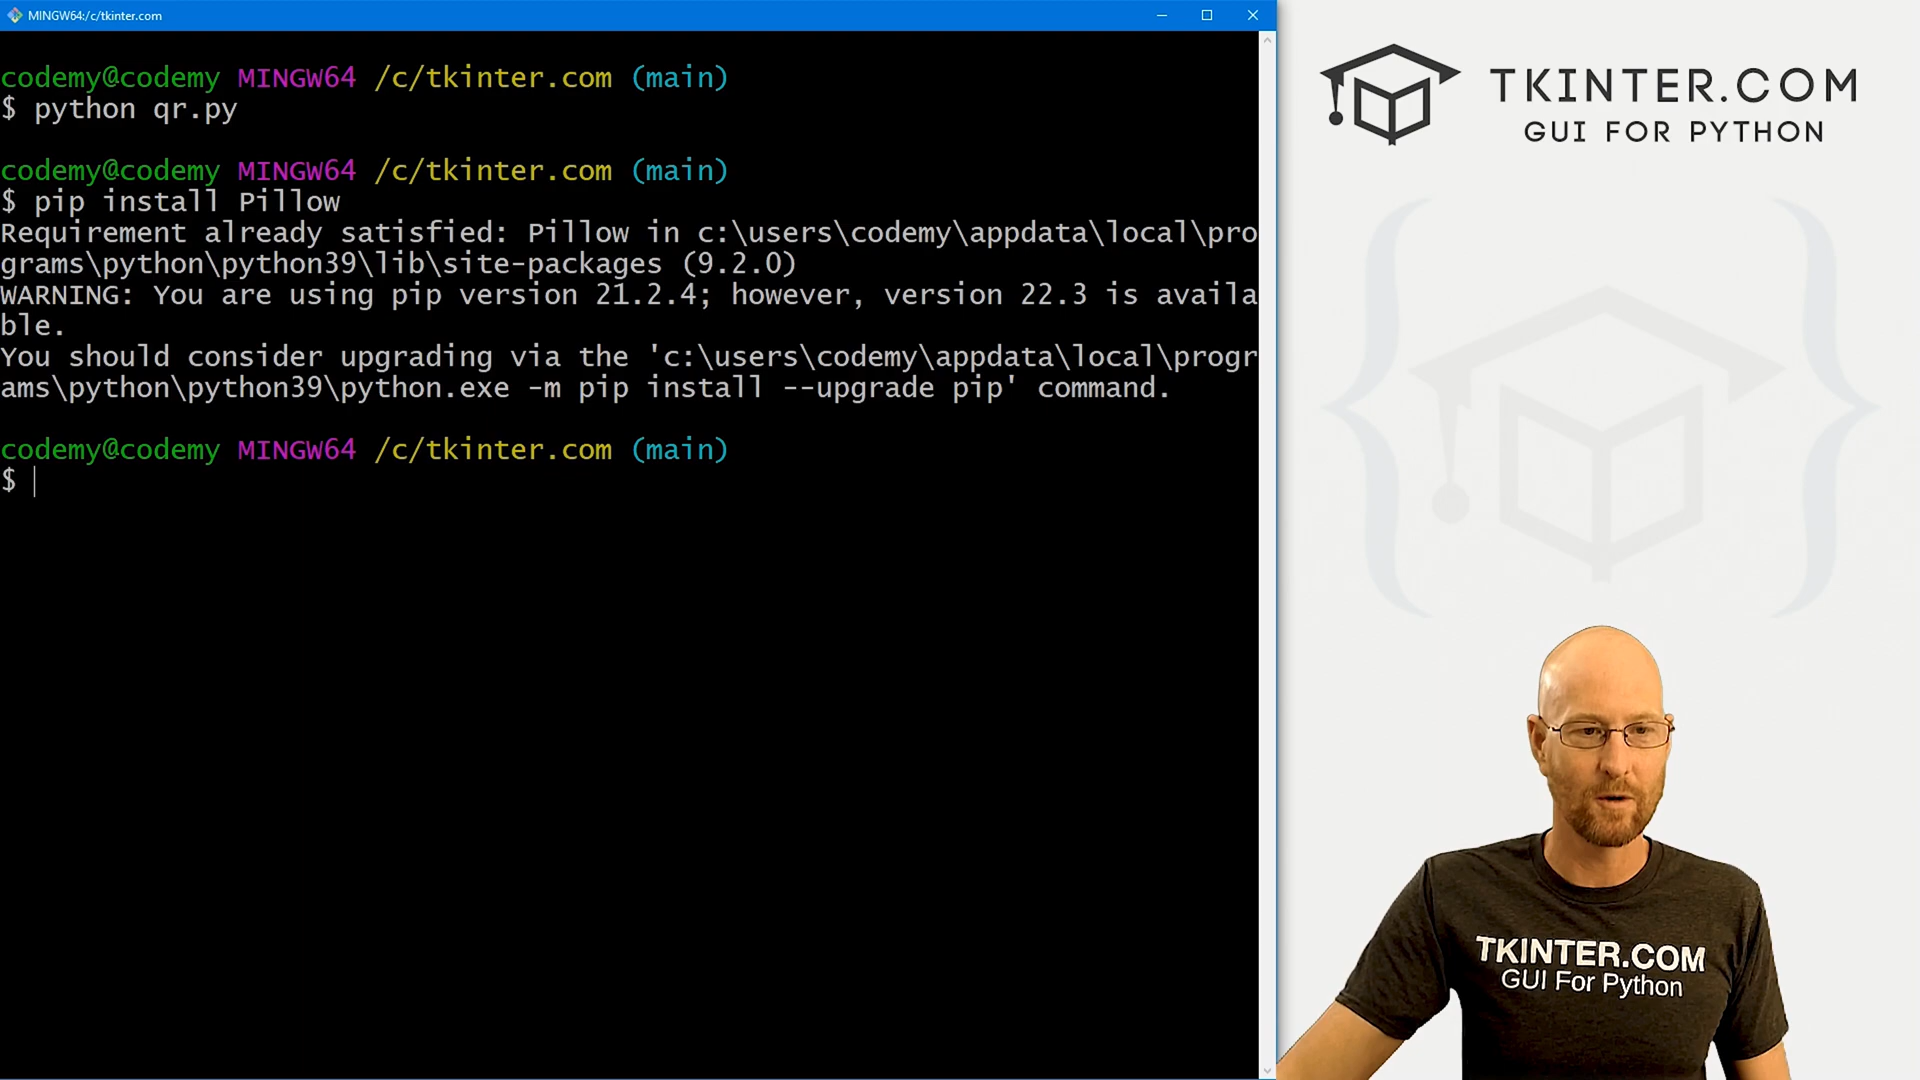 MINGW64:/c/tkinter.com
codemy@codemy MINGW64 /c/tkinter.com (main)
$ python qr.py
codemy@codemy MINGW64 /c/tkinter.com (main)
$ pip install Pillow
Requirement already satisfied: Pillow in c:\users\codemy\appdata\local\pro
grams\python\python39\lib\site-packages (9.2.0)
WARNING: You are using pip version 21.2.4; however, version 22.3 is availa
ble.
You should consider upgrading via the 'c:\users\codemy\appdata\local\progr
ams\python\python39\python.exe -m pip install --upgrade pip' command.
codemy@codemy MINGW64 /c/tkinter.com (main)
$
TKINTER.COM
GUI FOR PYTHON
TKINTER.COM
GUI For Python